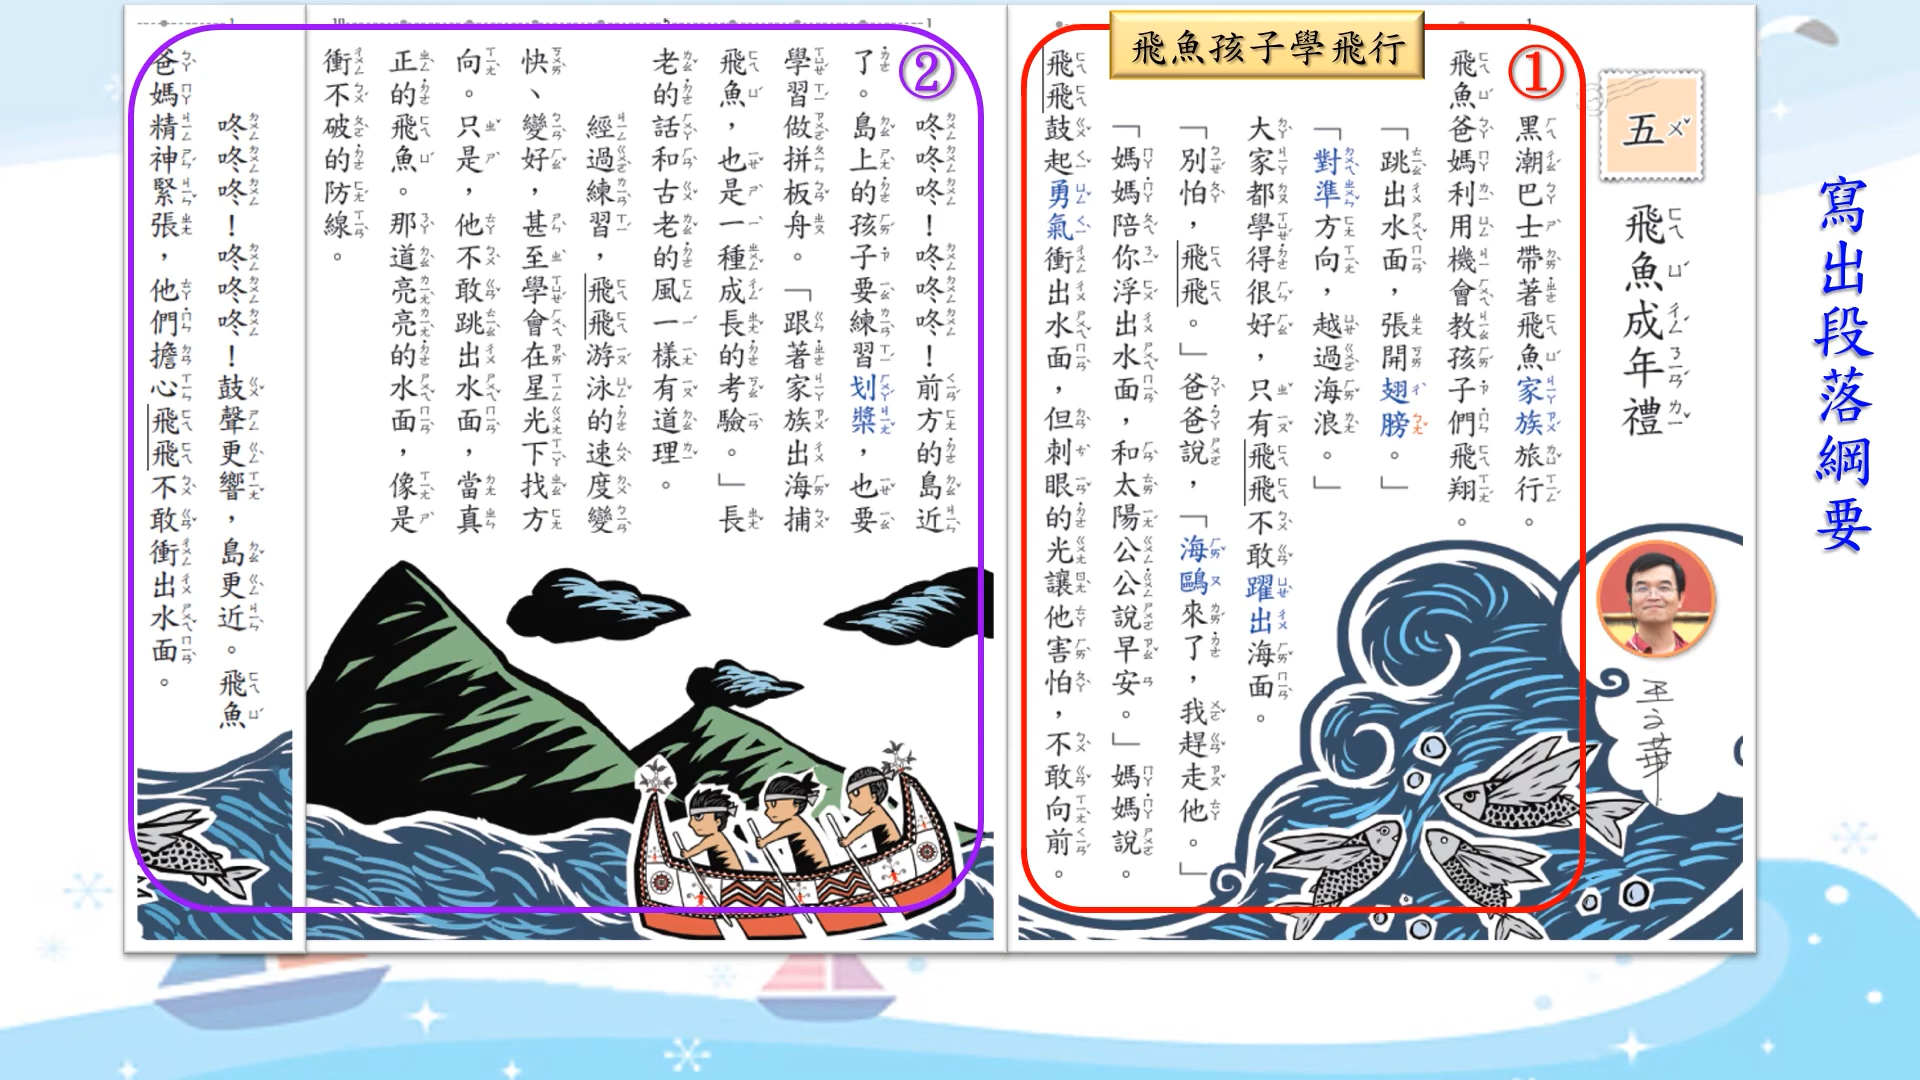 寫出段落綱要
五
飛魚成年禮
王文華
飛魚孩子學飛行
①
黑潮巴士帶著飛魚家族旅行。
飛魚爸媽利用機會教孩子們飛翔。
「跳出水面，張開翅膀。」
「對準方向，越過海浪。」
大家都學得很好，只有飛飛不敢躍出海面。
「別怕，飛飛。」爸爸說，「海鷗來了，我趕走他。」
「媽媽陪你浮出水面，和太陽公公說早安。」媽媽說。
飛飛鼓起勇氣衝出水面，但刺眼的光讓他害怕，不敢向前。
②
咚咚咚！咚咚咚！前方的島近
了。島上的孩子要練習划槳，也要
學習做拼板舟。「跟著家族出海捕
飛魚，也是一種成長的考驗。」長
老的話和古老的風一樣有道理。
經過練習，飛飛游泳的速度變
快、變好，甚至學會在星光下找方
向。只是，他不敢跳出水面，當真
正的飛魚。那道亮亮的水面，像是
衝不破的防線。
咚咚咚！咚咚咚！鼓聲更響，島更近。飛魚
爸媽精神緊張，他們擔心飛飛不敢衝出水面。